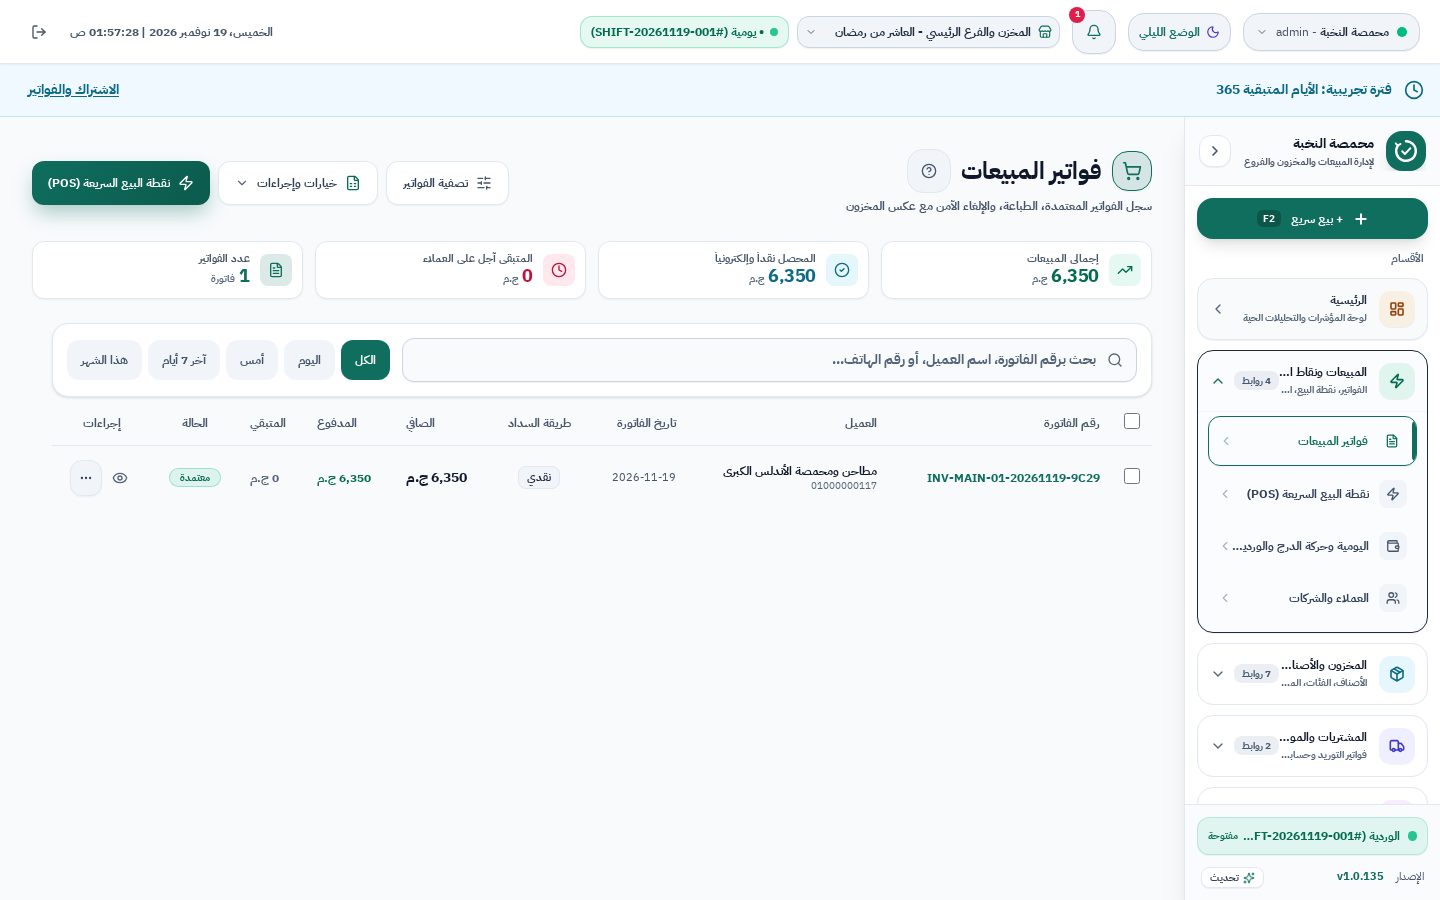 محمصة النخبة - admin
الوضع الليلي
1
المخزن والفرع الرئيسي - العاشر من رمضان
• يومية (#SHIFT-20261119-001)
الخميس، 19 نوفمبر 2026 | 01:57:28 ص
فترة تجريبية: الأيام المتبقية 365
الاشتراك والفواتير
محمصة النخبة
لإدارة المبيعات والمخزون والفروع
+ بيع سريع F2
الأقسام
الرئيسية
لوحة المؤشرات والتحليلات الحية
المبيعات ونقاط ا...
الفواتير، نقطة البيع، ا...
4 روابط
فواتير المبيعات
نقطة البيع السريعة (POS)
اليومية وحركة الدرج والورديـ...
العملاء والشركات
المخزون والأصنا...
الأصناف، الفئات، المـ...
7 روابط
المشتريات والمو...
فواتير التوريد وحسابـ...
2 روابط
الوردية (#FT-20261119-001... مفتوحة
الإصدار v1.0.135
تحديث
فواتير المبيعات
سجل الفواتير المعتمدة، الطباعة، والإلغاء الآمن مع عكس المخزون
تصفية الفواتير
خيارات وإجراءات
نقطة البيع السريعة (POS)
إجمالي المبيعات
6,350 ج.م
المحصل نقداً وإلكترونياً
6,350 ج.م
المتبقي آجل على العملاء
0 ج.م
عدد الفواتير
1 فاتورة
بحث برقم الفاتورة، اسم العميل، أو رقم الهاتف...
الكل
اليوم
أمس
آخر 7 أيام
هذا الشهر
رقم الفاتورة العميل تاريخ الفاتورة طريقة السداد الصافي المدفوع المتبقي الحالة إجراءات
INV-MAIN-01-20261119-9C29 مطاحن ومحمصة الأندلس الكبرى 2026-11-19 نقدي 6,350 ج.م 6,350 ج.م 0 ج.م معتمدة
01000000117